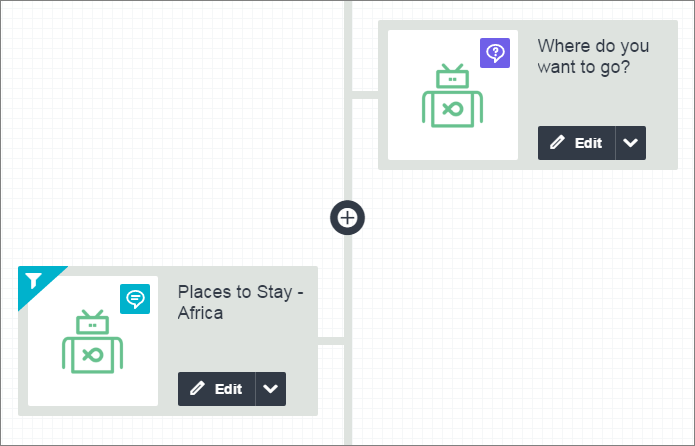 Where do you
want to go?
Edit
Places to Stay -
Africa
Edit